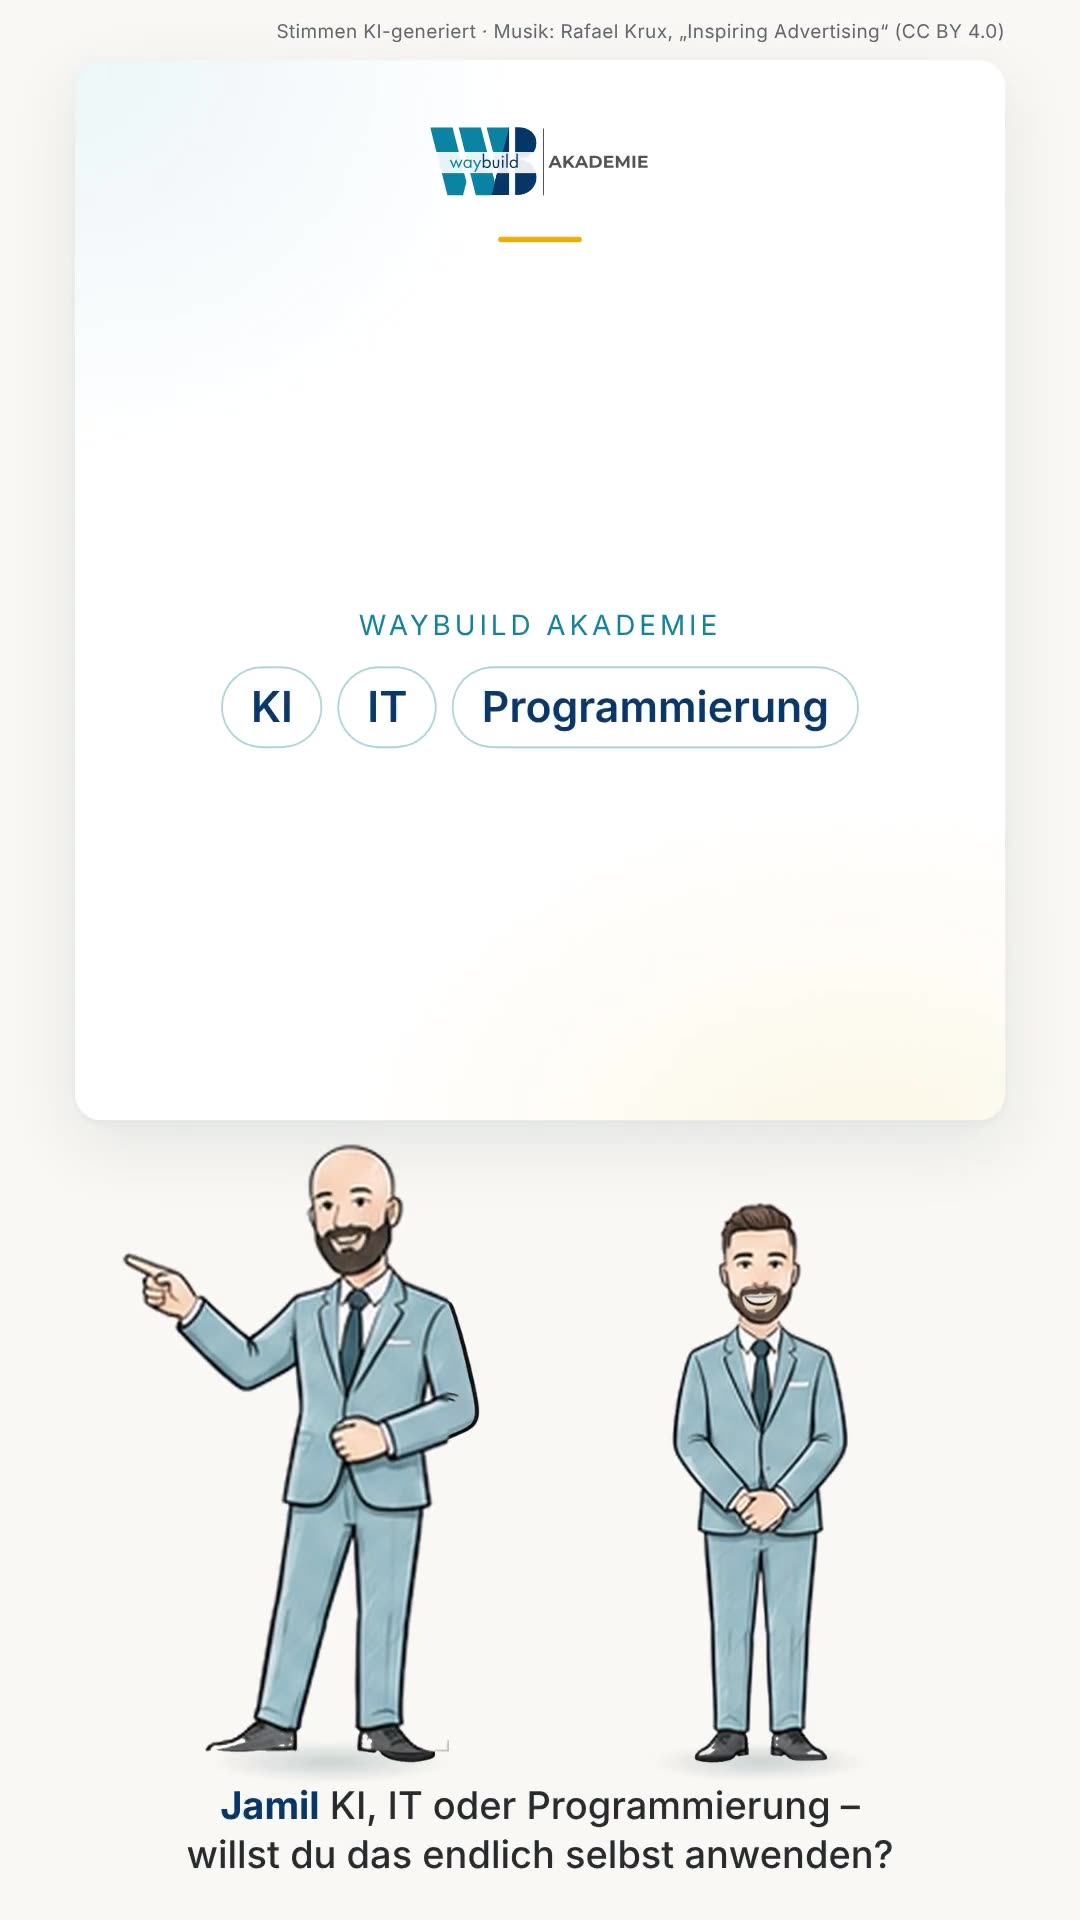 Stimmen KI-generiert · Musik: Rafael Krux, „Inspiring Advertising“ (CC BY 4.0)
waybuild AKADEMIE
WAYBUILD AKADEMIE
KI IT Programmierung
Jamil KI, IT oder Programmierung –
willst du das endlich selbst anwenden?